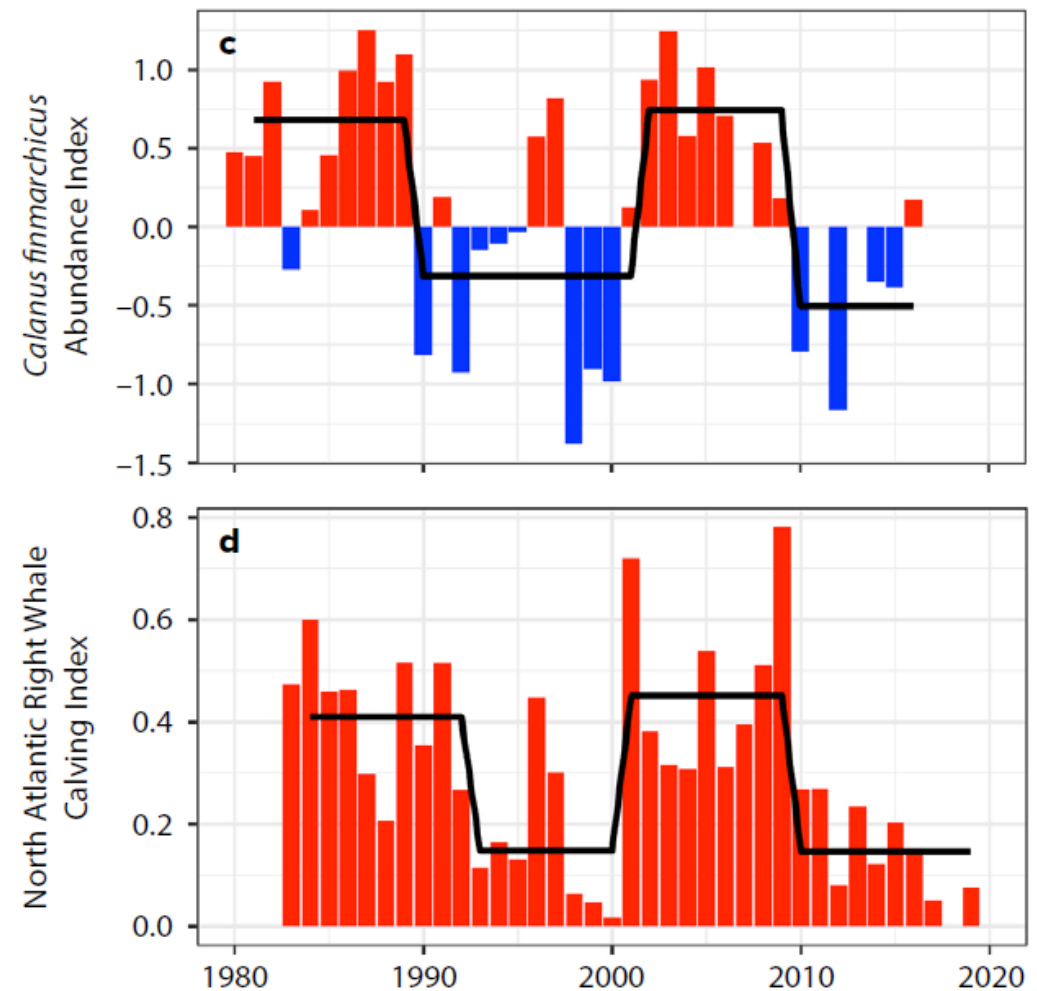 c
Calanus finmarchicus
Abundance Index
1.0
0.5
0.0
−0.5
−1.0
−1.5
d
North Atlantic Right Whale
Calving Index
0.8
0.6
0.4
0.2
0.0
1980 1990 2000 2010 2020